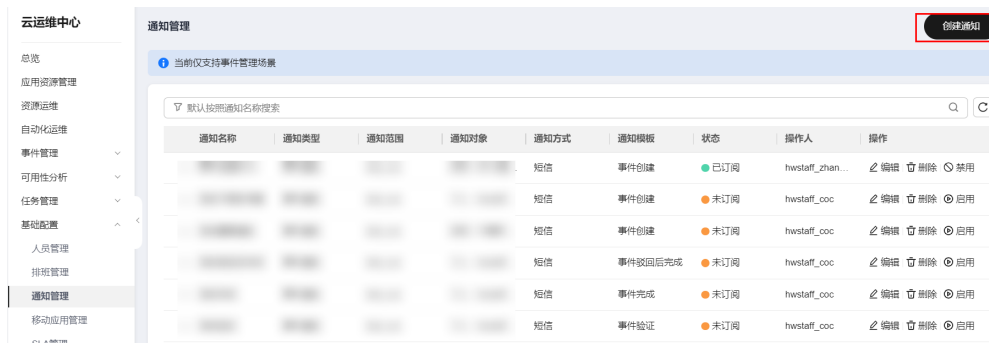 云运维中心
总览
应用资源管理
资源运维
自动化运维
事件管理
可用性分析
任务管理
基础配置
人员管理
排班管理
通知管理
移动应用管理
SLA管理
通知管理
创建通知
当前仅支持事件管理场景
默认按照通知名称搜索
通知名称 通知类型 通知范围 通知对象 通知方式 通知模板 状态 操作人 操作
短信 事件创建 已订阅 hwstaff_zhan... 编辑 删除 禁用
短信 事件创建 未订阅 hwstaff_coc 编辑 删除 启用
短信 事件创建 未订阅 hwstaff_coc 编辑 删除 启用
短信 事件驳回后完成 未订阅 hwstaff_coc 编辑 删除 启用
短信 事件完成 未订阅 hwstaff_coc 编辑 删除 启用
短信 事件验证 未订阅 hwstaff_coc 编辑 删除 启用